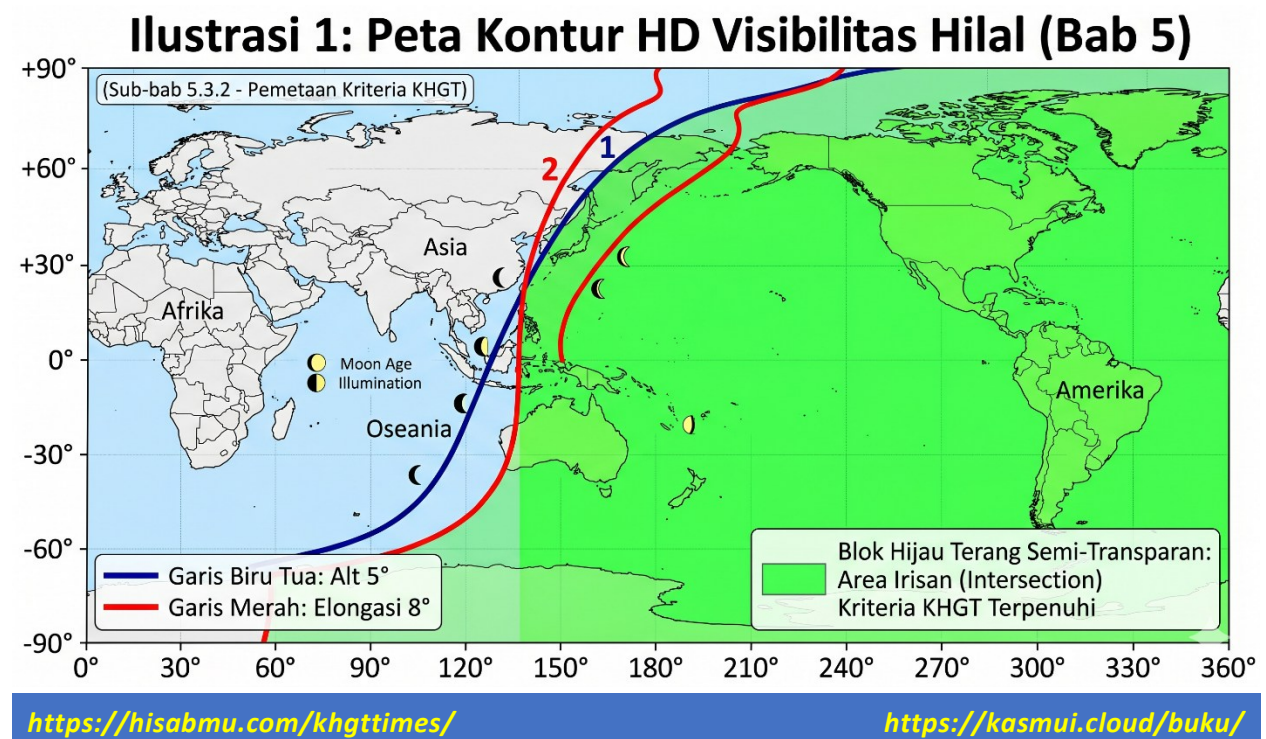 Ilustrasi 1: Peta Kontur HD Visibilitas Hilal (Bab 5)
(Sub-bab 5.3.2 - Pemetaan Kriteria KHGT)
+90°
+60°
+30°
0°
-30°
-60°
-90°
1
2
Asia
Afrika
Moon Age
Illumination
Oseania
Amerika
Garis Biru Tua: Alt 5°
Garis Merah: Elongasi 8°
Blok Hijau Terang Semi-Transparan:
Area Irisan (Intersection)
Kriteria KHGT Terpenuhi
0° 30° 60° 90° 120° 150° 180° 210° 240° 270° 300° 330° 360°
https://hisabmu.com/khgttimes/ https://kasmui.cloud/buku/